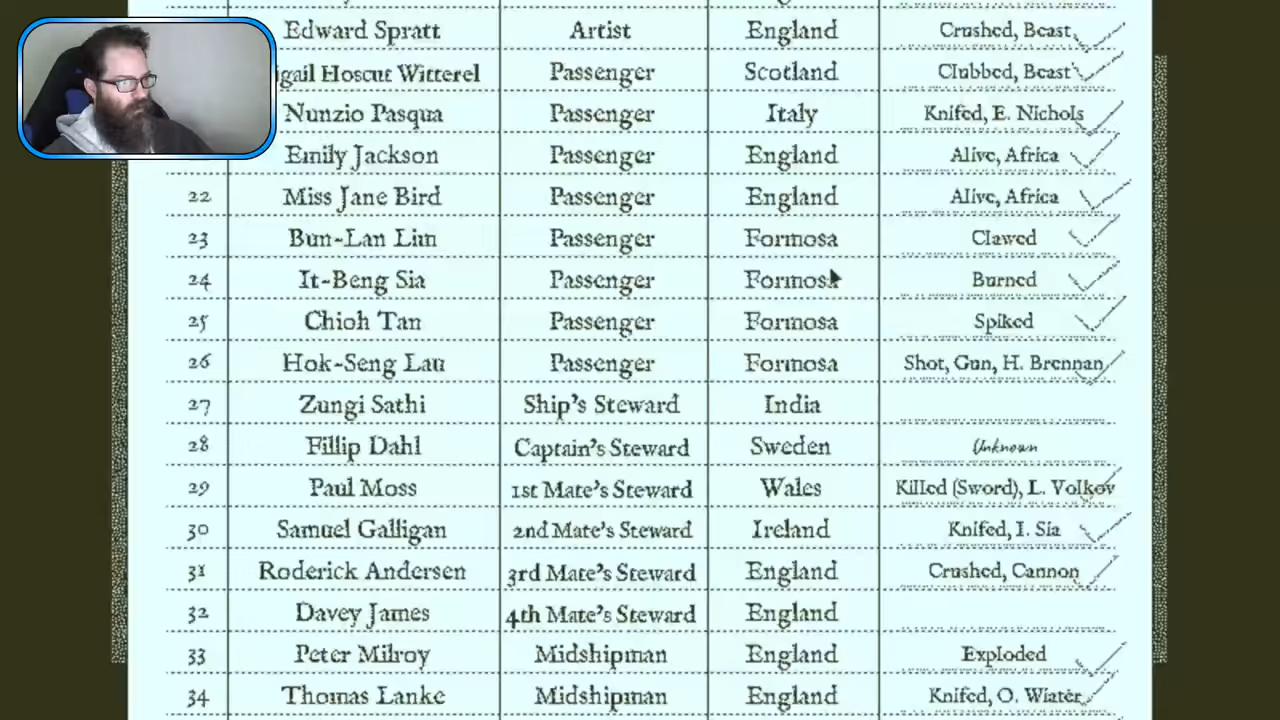 Edward Spratt Artist England Crushed, Beast
gail Hoscut Witterel Passenger Scotland Clubbed, Beast
Nunzio Pasqua Passenger Italy Knifed, E. Nichols
Emily Jackson Passenger England Alive, Africa
22 Miss Jane Bird Passenger England Alive, Africa
23 Bun-Lan Lim Passenger Formosa Clawed
24 It-Beng Sia Passenger Formosa Burned
25 Chioh Tan Passenger Formosa Spiked
26 Hok-Seng Lau Passenger Formosa Shot, Gun, H. Brennan
27 Zungi Sathi Ship's Steward India
28 Fillip Dahl Captain's Steward Sweden Unknown
29 Paul Moss 1st Mate's Steward Wales Killed (Sword), L. Volkov
30 Samuel Galligan 2nd Mate's Steward Ireland Knifed, I. Sia
31 Roderick Andersen 3rd Mate's Steward England Crushed, Cannon
32 Davey James 4th Mate's Steward England
33 Peter Milroy Midshipman England Exploded
34 Thomas Lanke Midshipman England Knifed, O. Wiater